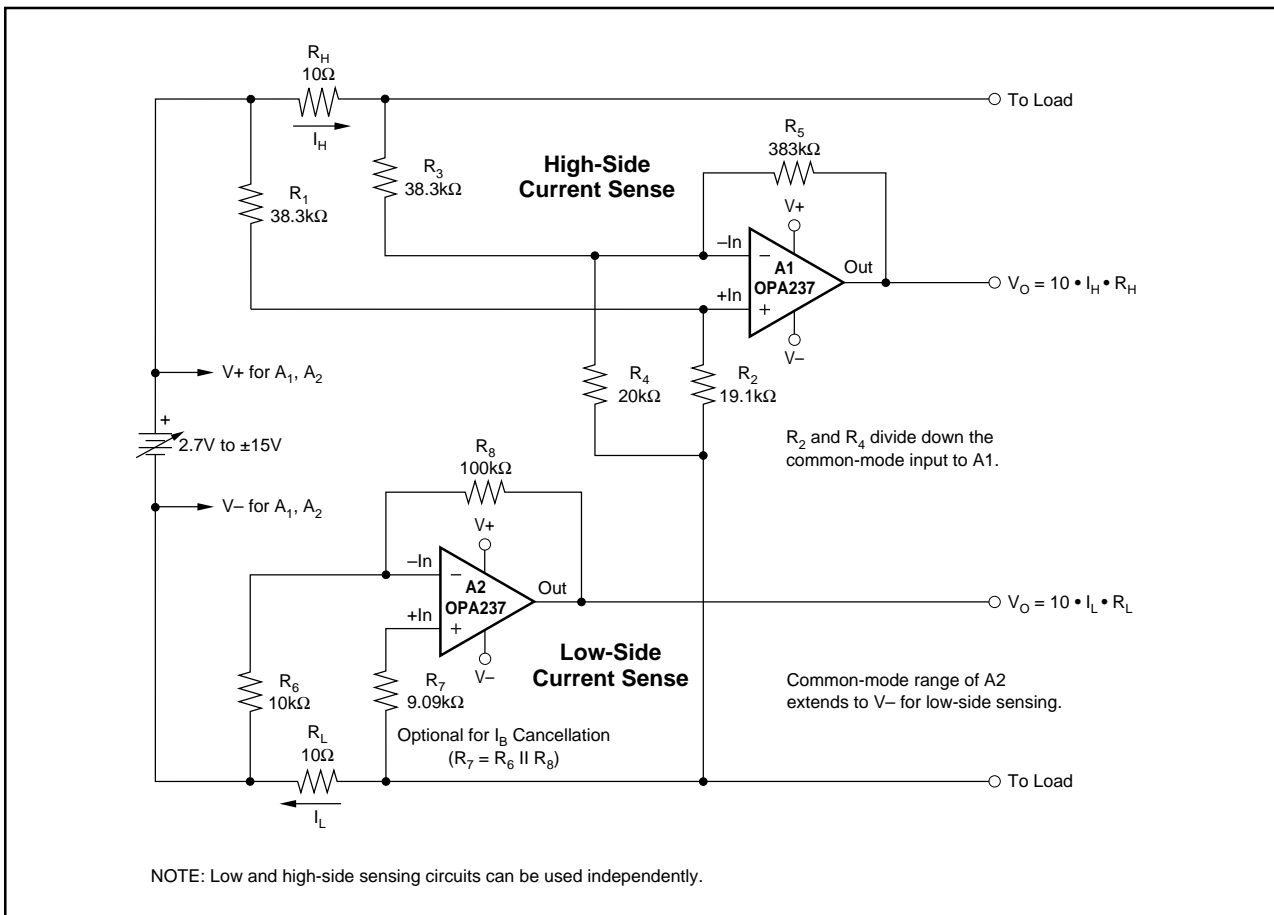 R_H
10Ω
I_H
To Load
R_1
38.3kΩ
R_3
38.3kΩ
High-Side
Current Sense
R_5
383kΩ
V+
–In
–
A1
OPA237
Out
+In
+
V–
V_O = 10 • I_H • R_H
R_4
20kΩ
R_2
19.1kΩ
R_2 and R_4 divide down the
common-mode input to A1.
V+ for A_1, A_2
+
2.7V to ±15V
V– for A_1, A_2
R_8
100kΩ
V+
–In
–
A2
OPA237
Out
+In
+
V–
V_O = 10 • I_L • R_L
Low-Side
Current Sense
R_6
10kΩ
R_7
9.09kΩ
Common-mode range of A2
extends to V– for low-side sensing.
Optional for I_B Cancellation
(R_7 = R_6 II R_8)
R_L
10Ω
I_L
To Load
NOTE: Low and high-side sensing circuits can be used independently.